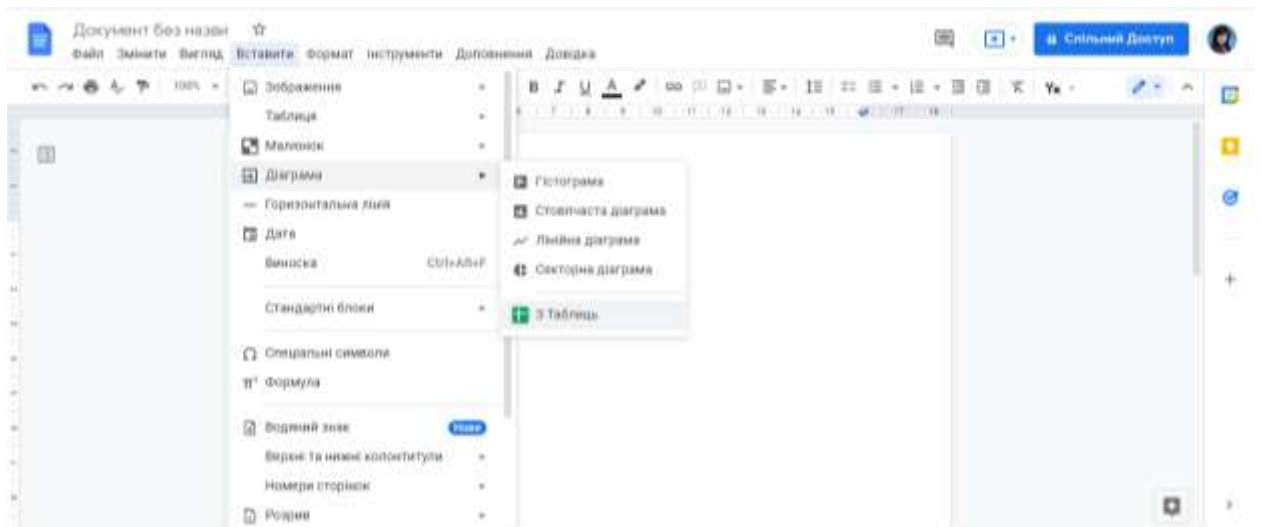 Документ без назви
Файл Змінити Вигляд Вставити Формат Інструменти Доповнення Довідка
Спільний Доступ
100%
B I U A
Зображення
Таблиця
Малюнок
Діаграма
Горизонтальна лінія
Дата
Виноска Ctrl+Alt+F
Стандартні блоки
Спеціальні символи
π² Формула
Водяний знак Нове
Верхні та нижні колонтитули
Номери сторінок
Розрив
Гістограма
Стовпчаста діаграма
Лінійна діаграма
Секторна діаграма
З Таблиць